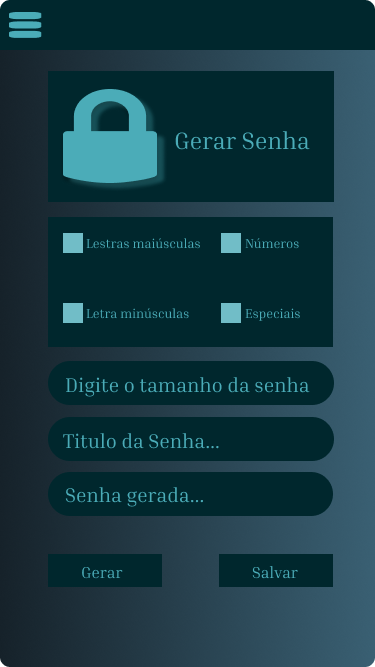 Gerar Senha
Lestras maiúsculas
Números
Letra minúsculas
Especiais
Digite o tamanho da senha
Titulo da Senha...
Senha gerada...
Gerar
Salvar